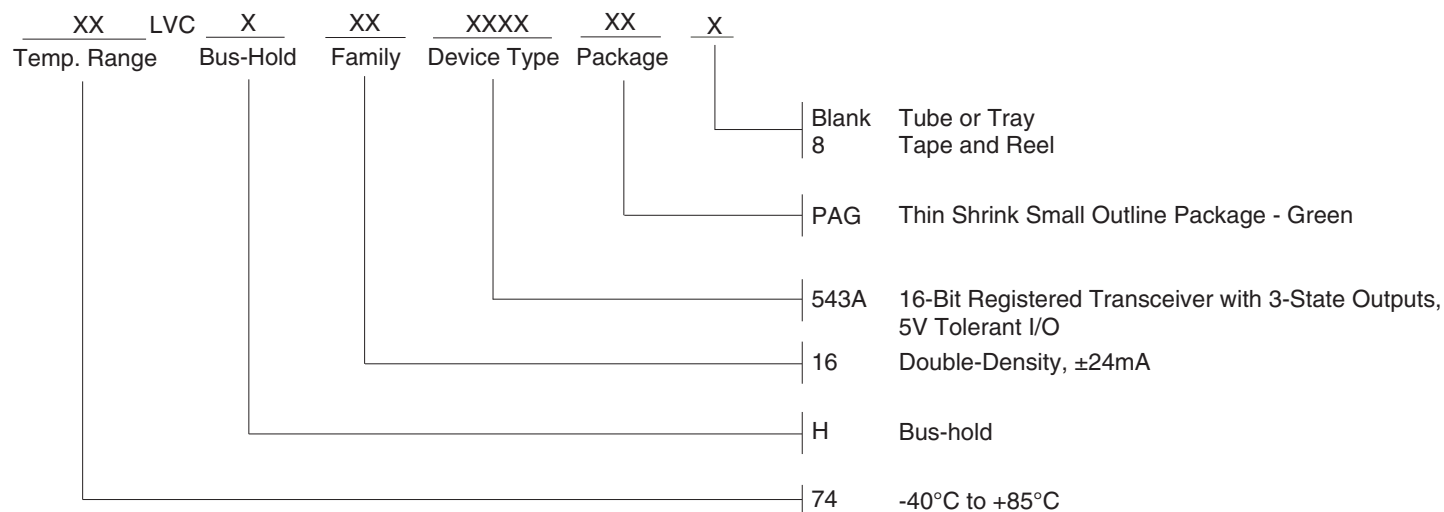 XX LVC X XX XXXX XX X
Temp. Range Bus-Hold Family Device Type Package
Blank Tube or Tray
8 Tape and Reel
PAG Thin Shrink Small Outline Package - Green
543A 16-Bit Registered Transceiver with 3-State Outputs,
5V Tolerant I/O
16 Double-Density, ±24mA
H Bus-hold
74 -40°C to +85°C